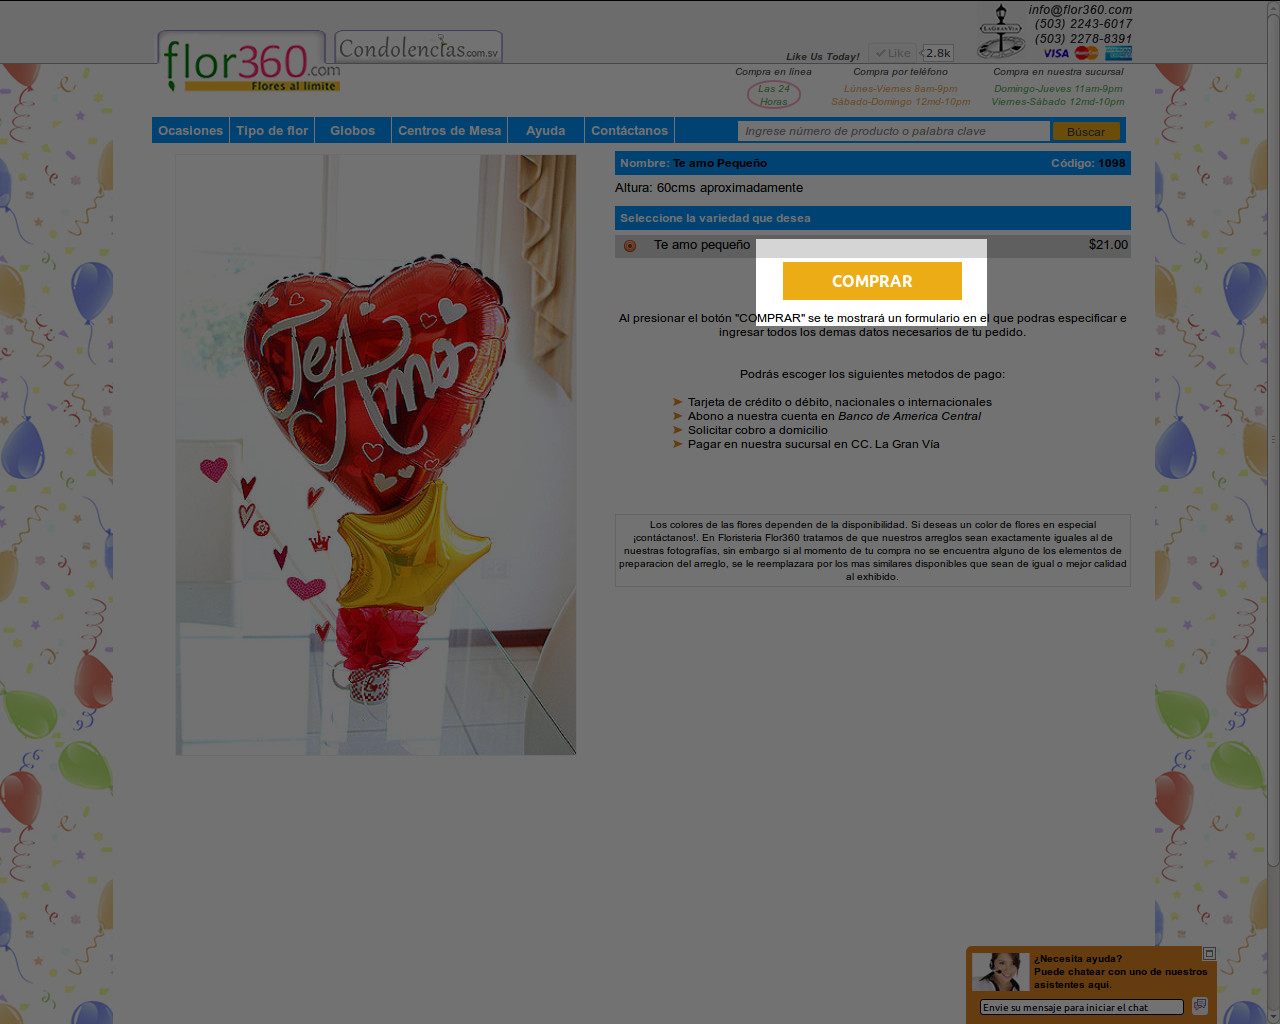 info@flor360.com
(503) 2243-6017
(503) 2278-8391
LA GRAN VIA
VISA
flor360.com
Flores al límite
Condolencias.com.sv
Like Us Today!
Like
2.8k
Compra en línea
Compra por teléfono
Compra en nuestra sucursal
Las 24
Horas
Lúnes-Viernes 8am-9pm
Sábado-Domingo 12md-10pm
Domingo-Jueves 11am-9pm
Viernes-Sábado 12md-10pm
Ocasiones
Tipo de flor
Globos
Centros de Mesa
Ayuda
Contáctanos
Ingrese número de producto o palabra clave
Búscar
Nombre: Te amo Pequeño
Código: 1098
Altura: 60cms aproximadamente
Seleccione la variedad que desea
Te amo pequeño
$21.00
COMPRAR
Al presionar el botón "COMPRAR" se te mostrará un formulario en el que podras especificar e
ingresar todos los demas datos necesarios de tu pedido.
Podrás escoger los siguientes metodos de pago:
Tarjeta de crédito o débito, nacionales o internacionales
Abono a nuestra cuenta en Banco de America Central
Solicitar cobro a domicilio
Pagar en nuestra sucursal en CC. La Gran Vía
Te Amo
Los colores de las flores dependen de la disponibilidad. Si deseas un color de flores en especial
¡contáctanos!. En Floristeria Flor360 tratamos de que nuestros arreglos sean exactamente iguales al de
nuestras fotografías, sin embargo si al momento de tu compra no se encuentra alguno de los elementos de
preparacion del arreglo, se le reemplazara por los mas similares disponibles que sean de igual o mejor calidad
al exhibido.
¿Necesita ayuda?
Puede chatear con uno de nuestros
asistentes aquí.
Envie su mensaje para iniciar el chat